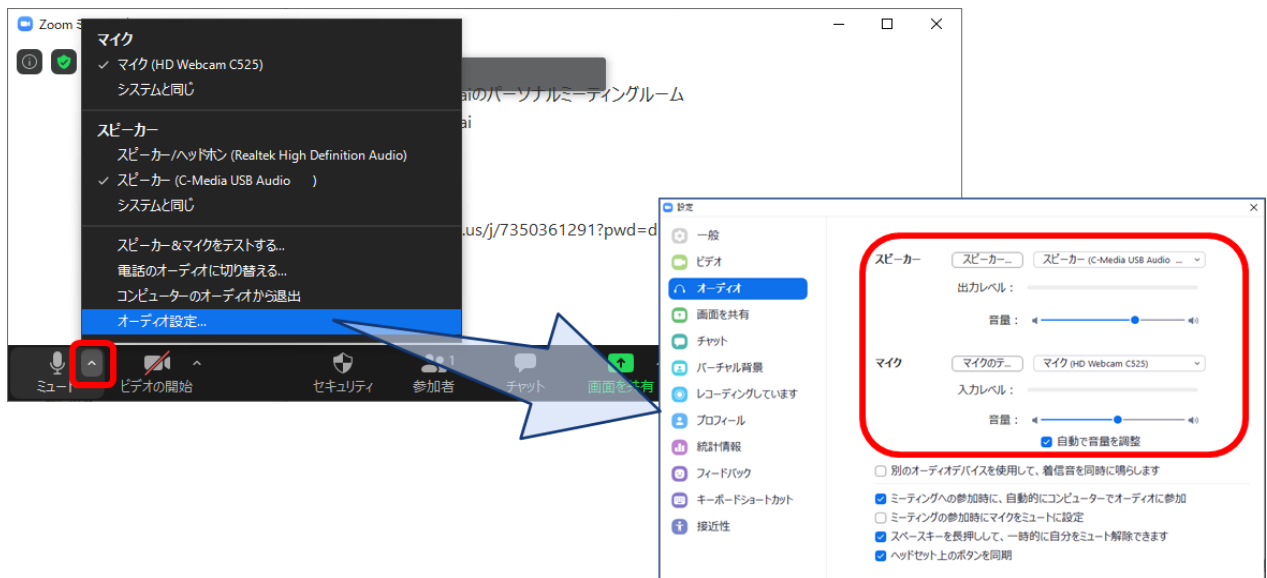 Zoom
マイク
マイク (HD Webcam C525)
システムと同じ
スピーカー
スピーカー/ヘッドホン (Realtek High Definition Audio)
スピーカー (C-Media USB Audio )
システムと同じ
スピーカー&マイクをテストする...
電話のオーディオに切り替える...
コンピューターのオーディオから退出
オーディオ設定...
aiのパーソナルミーティングルーム
ai
.us/j/7350361291?pwd=d
ミュート
ビデオの開始
セキュリティ
1
参加者
チャット
画面を共有
設定
一般
ビデオ
オーディオ
画面を共有
チャット
バーチャル背景
レコーディングしています
プロフィール
統計情報
フィードバック
キーボードショートカット
接近性
スピーカー スピーカー... スピーカー (C-Media USB Audio ...
出力レベル：
音量：
マイク マイクのテ... マイク (HD Webcam C525)
入力レベル：
音量：
自動で音量を調整
別のオーディオデバイスを使用して、着信音を同時に鳴らします
ミーティングへの参加時に、自動的にコンピューターでオーディオに参加
ミーティングの参加時にマイクをミュートに設定
スペースキーを長押しして、一時的に自分をミュート解除できます
ヘッドセット上のボタンを同期